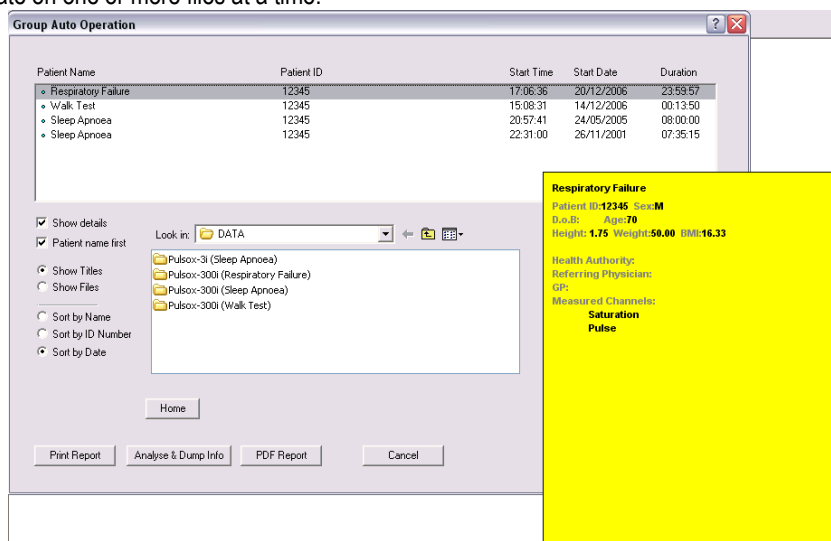 ate on one or more files at a time.
Group Auto Operation
Patient Name Patient ID Start Time Start Date Duration
Respiratory Failure 12345 17:06:36 20/12/2006 23:59:57
Walk Test 12345 15:08:31 14/12/2006 00:13:50
Sleep Apnoea 12345 20:57:41 24/05/2005 08:00:00
Sleep Apnoea 12345 22:31:00 26/11/2001 07:35:15
Show details
Patient name first
Show Titles
Show Files
Sort by Name
Sort by ID Number
Sort by Date
Look in: DATA
Pulsox-3i (Sleep Apnoea)
Pulsox-300i (Respiratory Failure)
Pulsox-300i (Sleep Apnoea)
Pulsox-300i (Walk Test)
Home
Print Report Analyse & Dump Info PDF Report Cancel
Respiratory Failure
Patient ID:12345 Sex:M
D.o.B: Age:70
Height: 1.75 Weight:50.00 BMI:16.33
Health Authority:
Referring Physician:
GP:
Measured Channels:
Saturation
Pulse